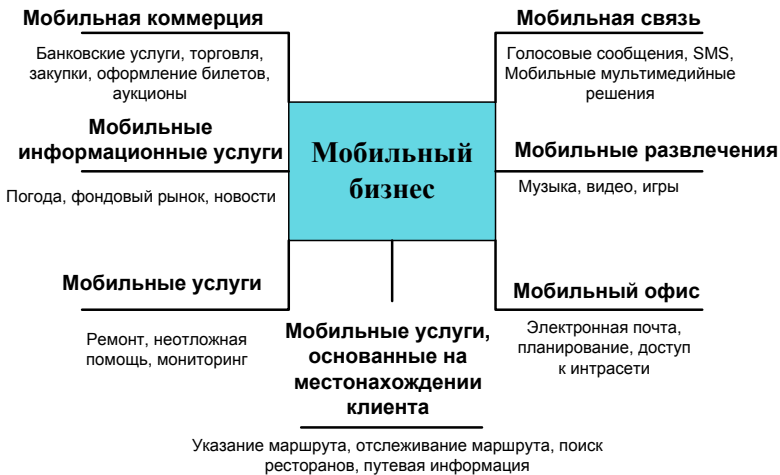 Мобильная коммерция
Банковские услуги, торговля,
закупки, оформление билетов,
аукционы
Мобильная связь
Голосовые сообщения, SMS,
Мобильные мультимедийные
решения
Мобильные
информационные услуги
Погода, фондовый рынок, новости
Мобильный
бизнес
Мобильные развлечения
Музыка, видео, игры
Мобильные услуги
Ремонт, неотложная
помощь, мониторинг
Мобильные услуги,
основанные на
местонахождении
клиента
Указание маршрута, отслеживание маршрута, поиск
ресторанов, путевая информация
Мобильный офис
Электронная почта,
планирование, доступ
к интрасети